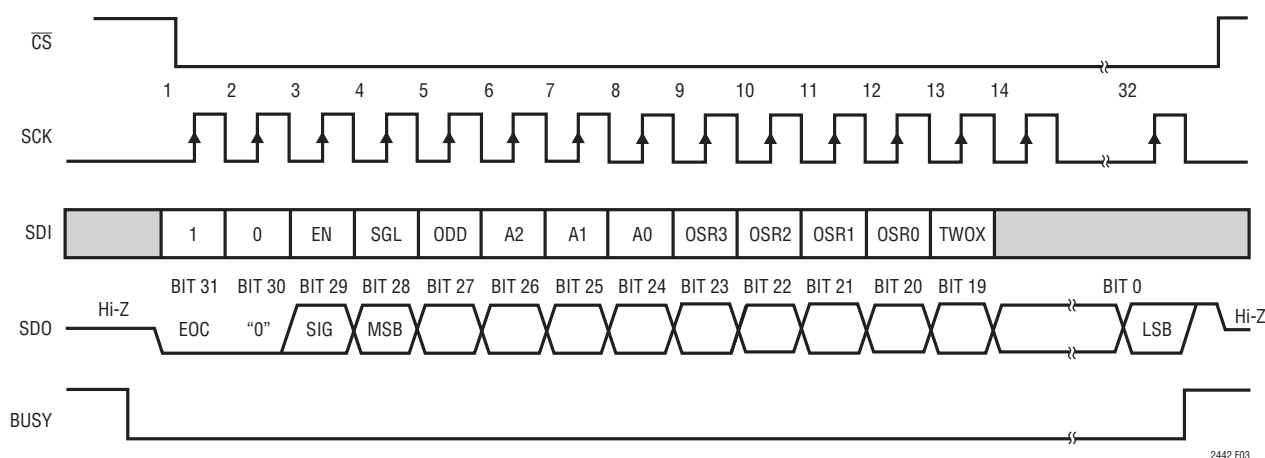 CS
1 2 3 4 5 6 7 8 9 10 11 12 13 14 32
SCK
SDI 1 0 EN SGL ODD A2 A1 A0 OSR3 OSR2 OSR1 OSR0 TWOX
BIT 31 BIT 30 BIT 29 BIT 28 BIT 27 BIT 26 BIT 25 BIT 24 BIT 23 BIT 22 BIT 21 BIT 20 BIT 19 BIT 0
SDO Hi-Z EOC “0” SIG MSB LSB Hi-Z
BUSY
2442 F03